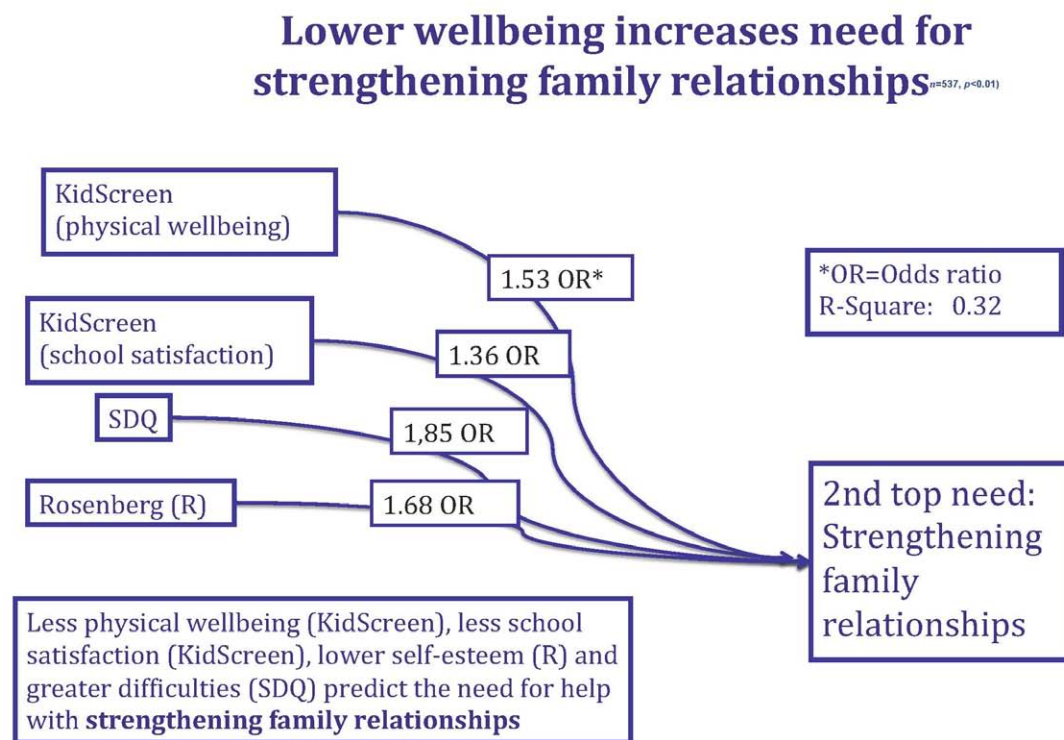 Lower wellbeing increases need for
strengthening family relationships n=537, p<0.01)
KidScreen
(physical wellbeing)
1.53 OR*
*OR=Odds ratio
R-Square: 0.32
KidScreen
(school satisfaction)
1.36 OR
SDQ
1,85 OR
Rosenberg (R)
1.68 OR
2nd top need:
Strengthening
family
relationships
Less physical wellbeing (KidScreen), less school
satisfaction (KidScreen), lower self-esteem (R) and
greater difficulties (SDQ) predict the need for help
with strengthening family relationships